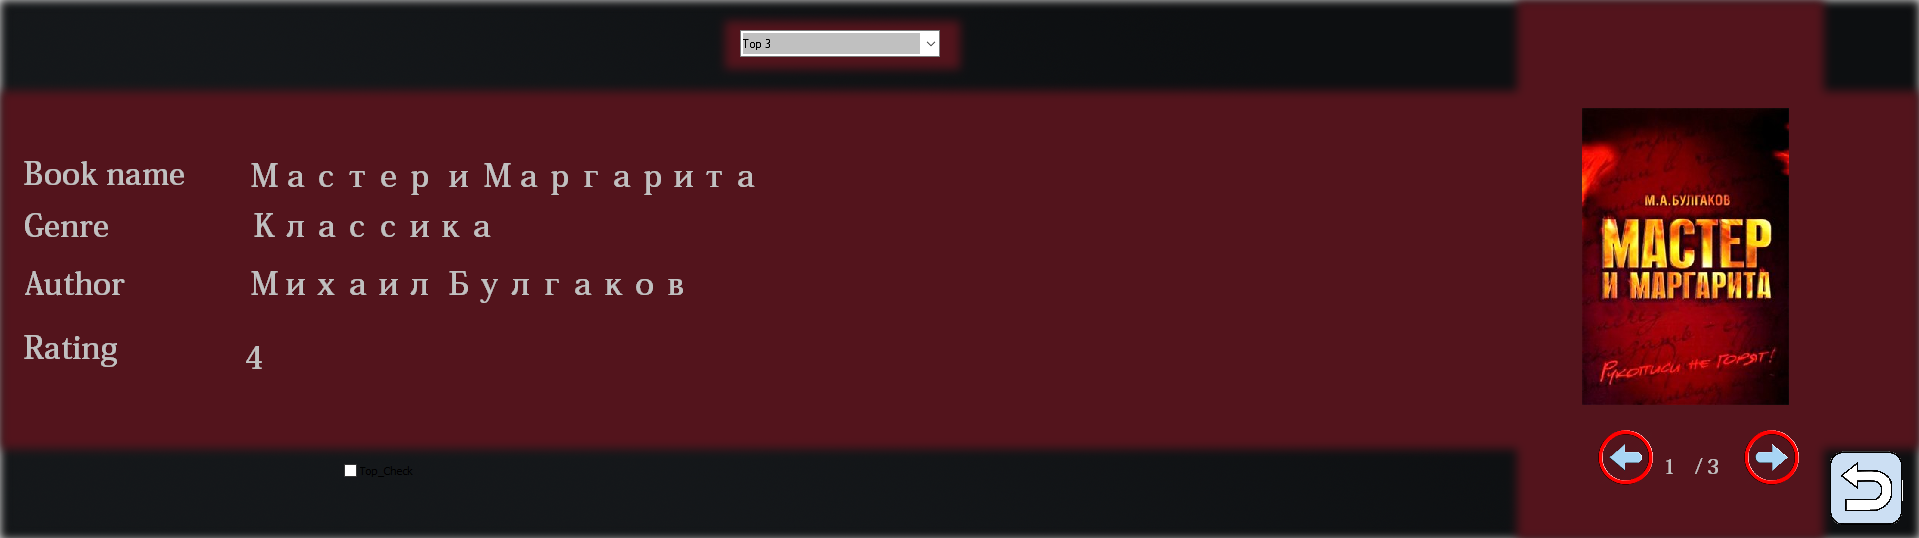 Top 3
Book name Мастер и Маргарита
Genre Классика
Author Михаил Булгаков
Rating 4
М.А.БУЛГАКОВ
МАСТЕР
И МАРГАРИТА
Рукописи не горят!
1 /3
Top_Check